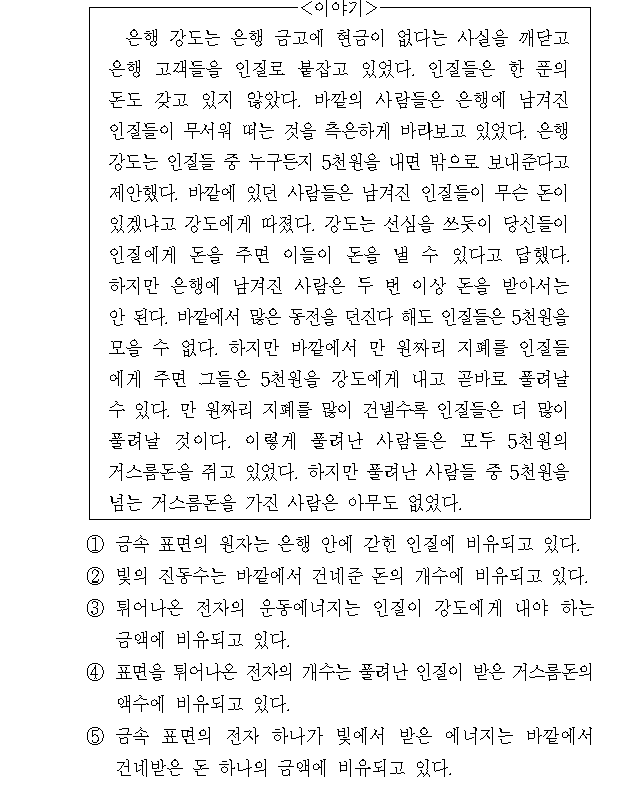 <이야기>
은행 강도는 은행 금고에 현금이 없다는 사실을 깨닫고
은행 고객들을 인질로 붙잡고 있었다. 인질들은 한 푼의
돈도 갖고 있지 않았다. 바깥의 사람들은 은행에 남겨진
인질들이 무서워 떠는 것을 측은하게 바라보고 있었다. 은행
강도는 인질들 중 누구든지 5천원을 내면 밖으로 보내준다고
제안했다. 바깥에 있던 사람들은 남겨진 인질들이 무슨 돈이
있겠냐고 강도에게 따졌다. 강도는 선심을 쓰듯이 당신들이
인질에게 돈을 주면 이들이 돈을 낼 수 있다고 답했다.
하지만 은행에 남겨진 사람은 두 번 이상 돈을 받아서는
안 된다. 바깥에서 많은 동전을 던진다 해도 인질들은 5천원을
모을 수 없다. 하지만 바깥에서 만 원짜리 지폐를 인질들
에게 주면 그들은 5천원을 강도에게 내고 곧바로 풀려날
수 있다. 만 원짜리 지폐를 많이 건넬수록 인질들은 더 많이
풀려날 것이다. 이렇게 풀려난 사람들은 모두 5천원의
거스름돈을 쥐고 있었다. 하지만 풀려난 사람들 중 5천원을
넘는 거스름돈을 가진 사람은 아무도 없었다.
① 금속 표면의 원자는 은행 안에 갇힌 인질에 비유되고 있다.
② 빛의 진동수는 바깥에서 건네준 돈의 개수에 비유되고 있다.
③ 튀어나온 전자의 운동에너지는 인질이 강도에게 내야 하는
금액에 비유되고 있다.
④ 표면을 튀어나온 전자의 개수는 풀려난 인질이 받은 거스름돈의
액수에 비유되고 있다.
⑤ 금속 표면의 전자 하나가 빛에서 받은 에너지는 바깥에서
건네받은 돈 하나의 금액에 비유되고 있다.